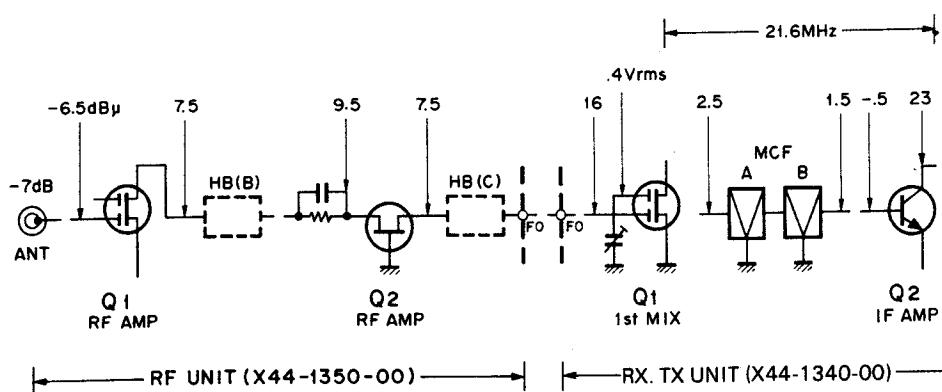 21.6MHz
.4Vrms
-6.5dBμ
7.5
9.5
7.5
16
2.5
1.5
-.5
23
MCF
A
B
-7dB
HB(B)
HB(C)
FO
FO
ANT
Q1
RF AMP
Q2
RF AMP
Q1
1st MIX
Q2
IF AMP
RF UNIT (X44-1350-00)
RX. TX UNIT (X44-1340-00)